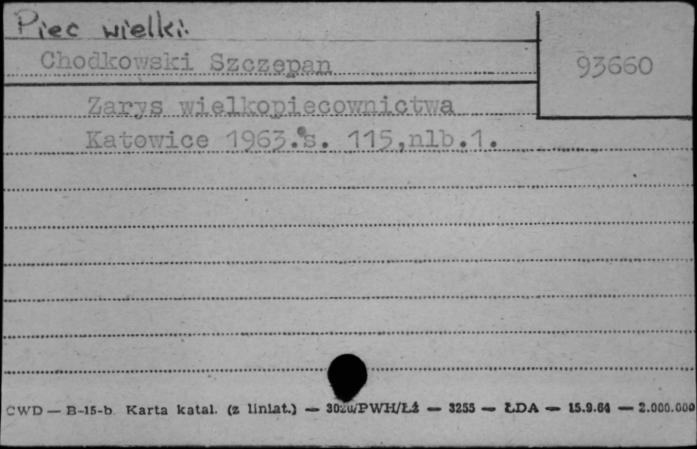 Piec wielki.
Chodkowski Szczepan
93660
Zarys wielkopiecownictwa
Katowice 1963. s. 115, nlb.1.
CWD — B-15-b. Karta katal. (z liniat.) — /PWH/Łź — 3255 — ŁDA — 15.9.64 — 2.000.000